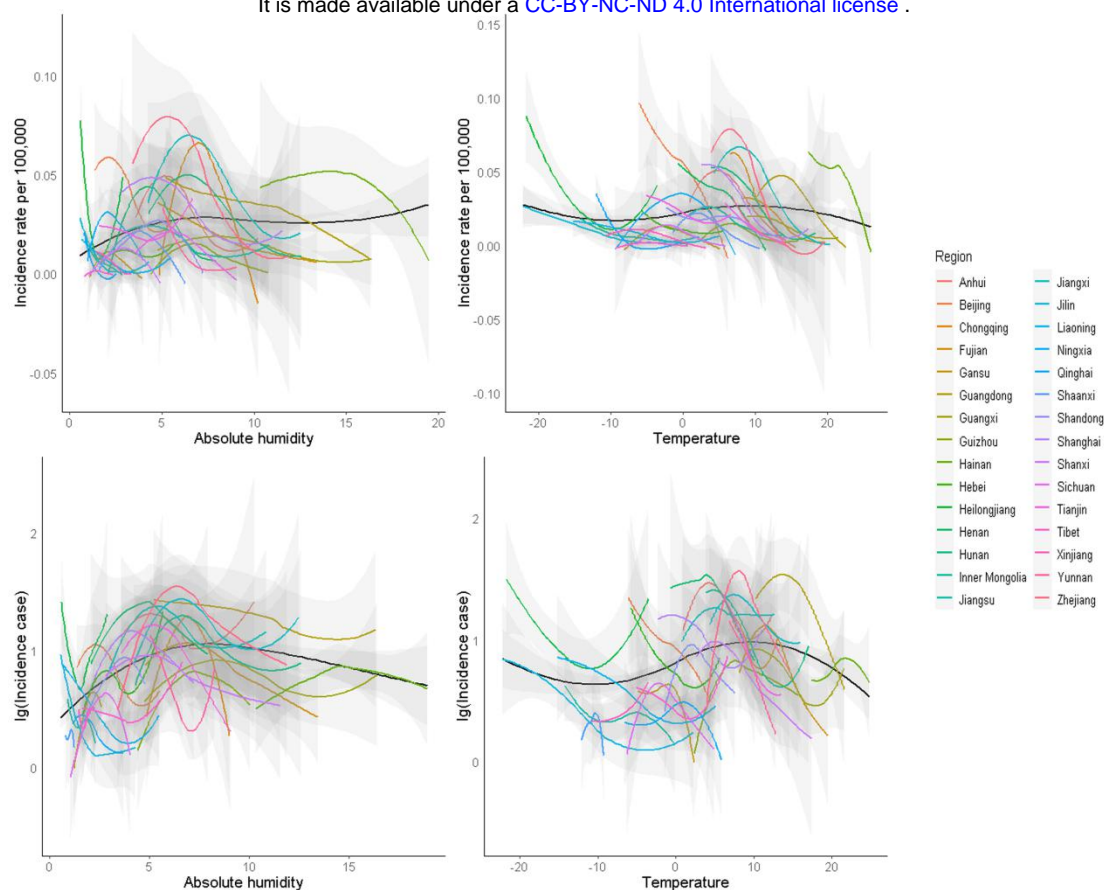 It is made available under a CC-BY-NC-ND 4.0 International license .
Incidence rate per 100,000
0.10
0.05
0.00
-0.05
0 5 10 15 20
Absolute humidity
Incidence rate per 100,000
0.15
0.10
0.05
0.00
-0.05
-0.10
-20 -10 0 10 20
Temperature
lg(Incidence case)
2
1
0
0 5 10 15
Absolute humidity
lg(Incidence case)
2
1
0
-20 -10 0 10 20
Temperature
Region
Anhui
Beijing
Chongqing
Fujian
Gansu
Guangdong
Guangxi
Guizhou
Hainan
Hebei
Heilongjiang
Henan
Hunan
Inner Mongolia
Jiangsu
Jiangxi
Jilin
Liaoning
Ningxia
Qinghai
Shaanxi
Shandong
Shanghai
Shanxi
Sichuan
Tianjin
Tibet
Xinjiang
Yunnan
Zhejiang